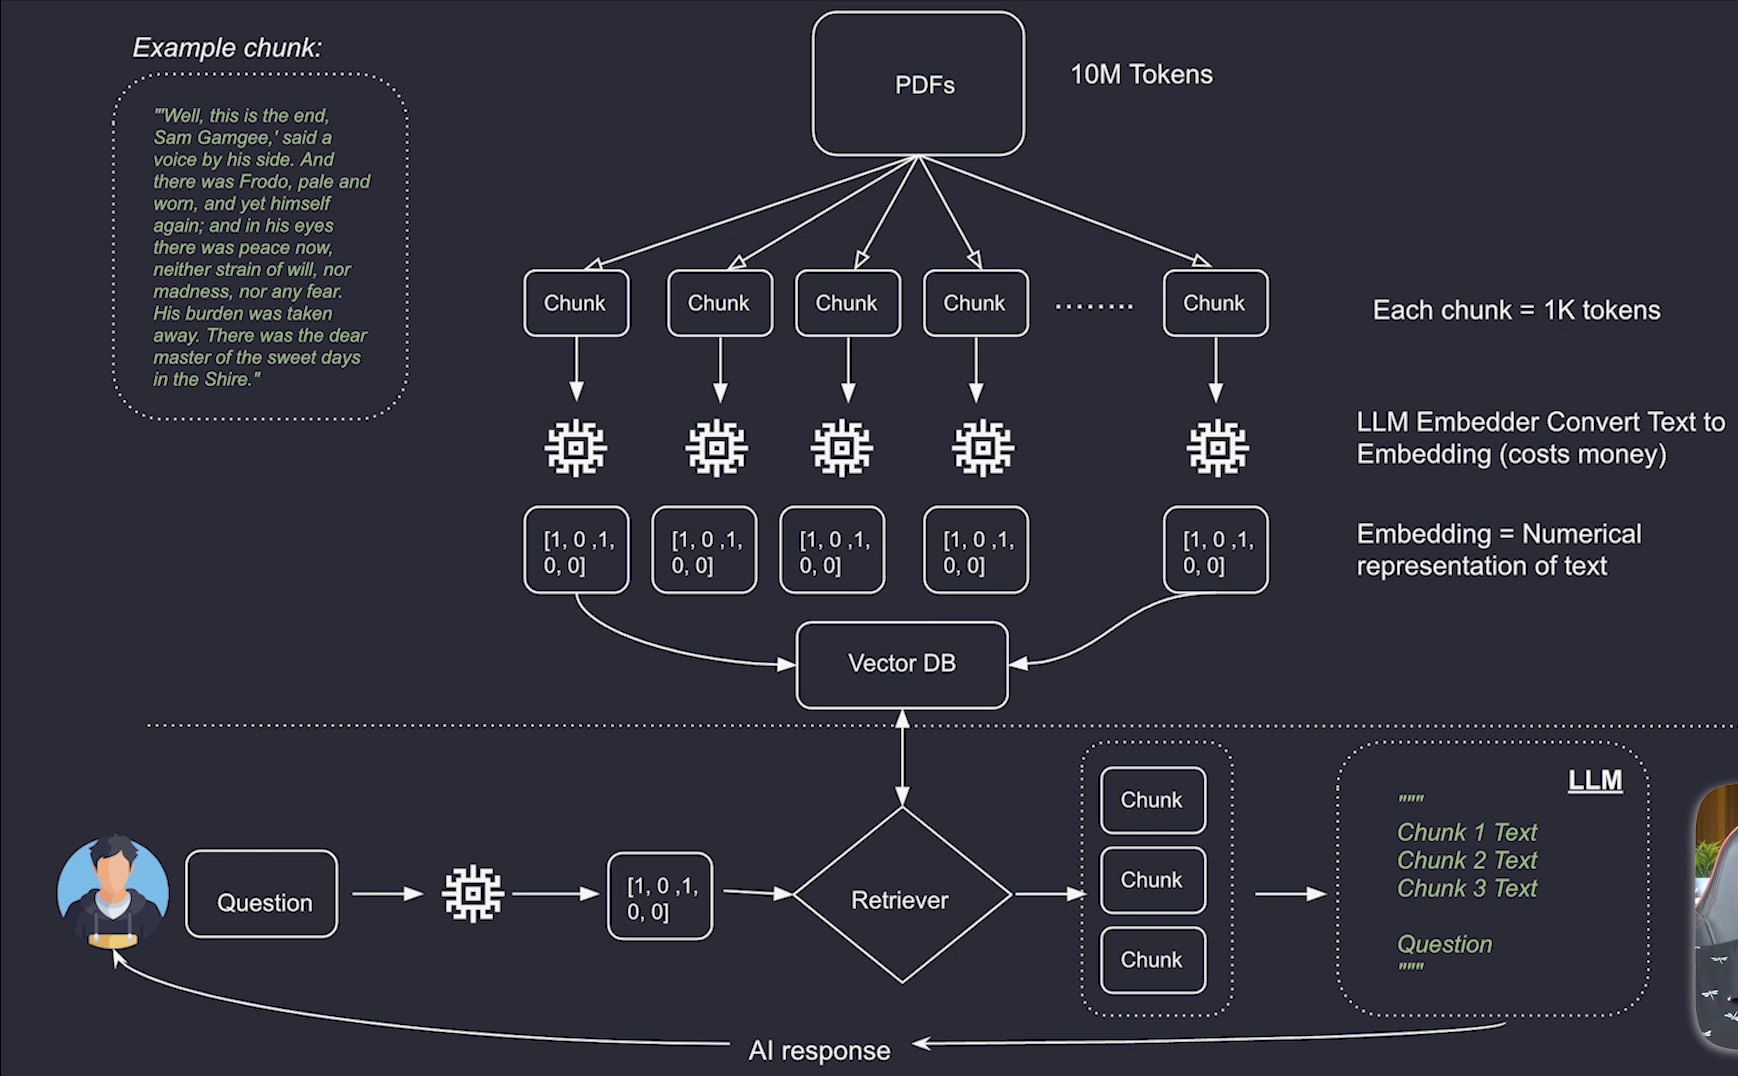 Example chunk:
"'Well, this is the end,
Sam Gamgee,' said a
voice by his side. And
there was Frodo, pale and
worn, and yet himself
again; and in his eyes
there was peace now,
neither strain of will, nor
madness, nor any fear.
His burden was taken
away. There was the dear
master of the sweet days
in the Shire."
PDFs
10M Tokens
Chunk
Chunk
Chunk
Chunk
........
Chunk
Each chunk = 1K tokens
LLM Embedder Convert Text to
Embedding (costs money)
[1, 0 ,1,
0, 0]
[1, 0 ,1,
0, 0]
[1, 0 ,1,
0, 0]
[1, 0 ,1,
0, 0]
[1, 0 ,1,
0, 0]
Embedding = Numerical
representation of text
Vector DB
Question
[1, 0 ,1,
0, 0]
Retriever
Chunk
Chunk
Chunk
LLM
"""
Chunk 1 Text
Chunk 2 Text
Chunk 3 Text
Question
"""
AI response